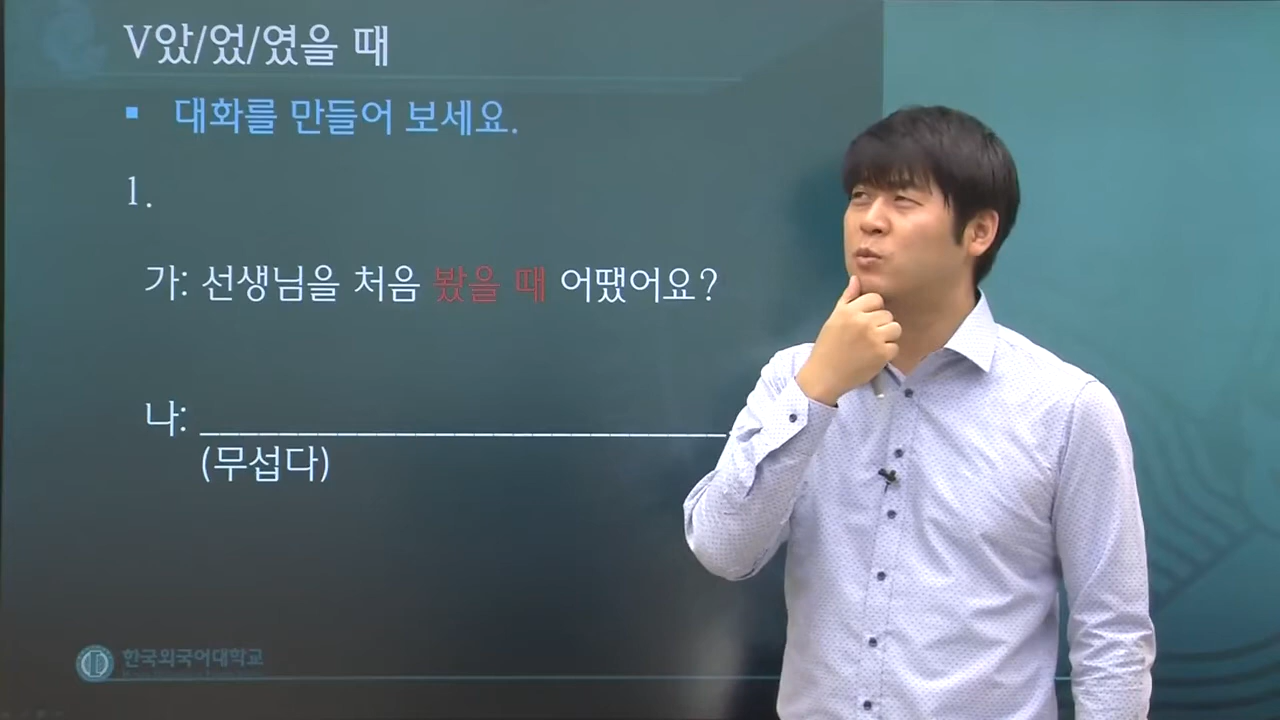 V았/었/였을 때
▪ 대화를 만들어 보세요.
1.
가: 선생님을 처음 봤을 때 어땠어요?
나: ______________________________
(무섭다)
한국외국어대학교